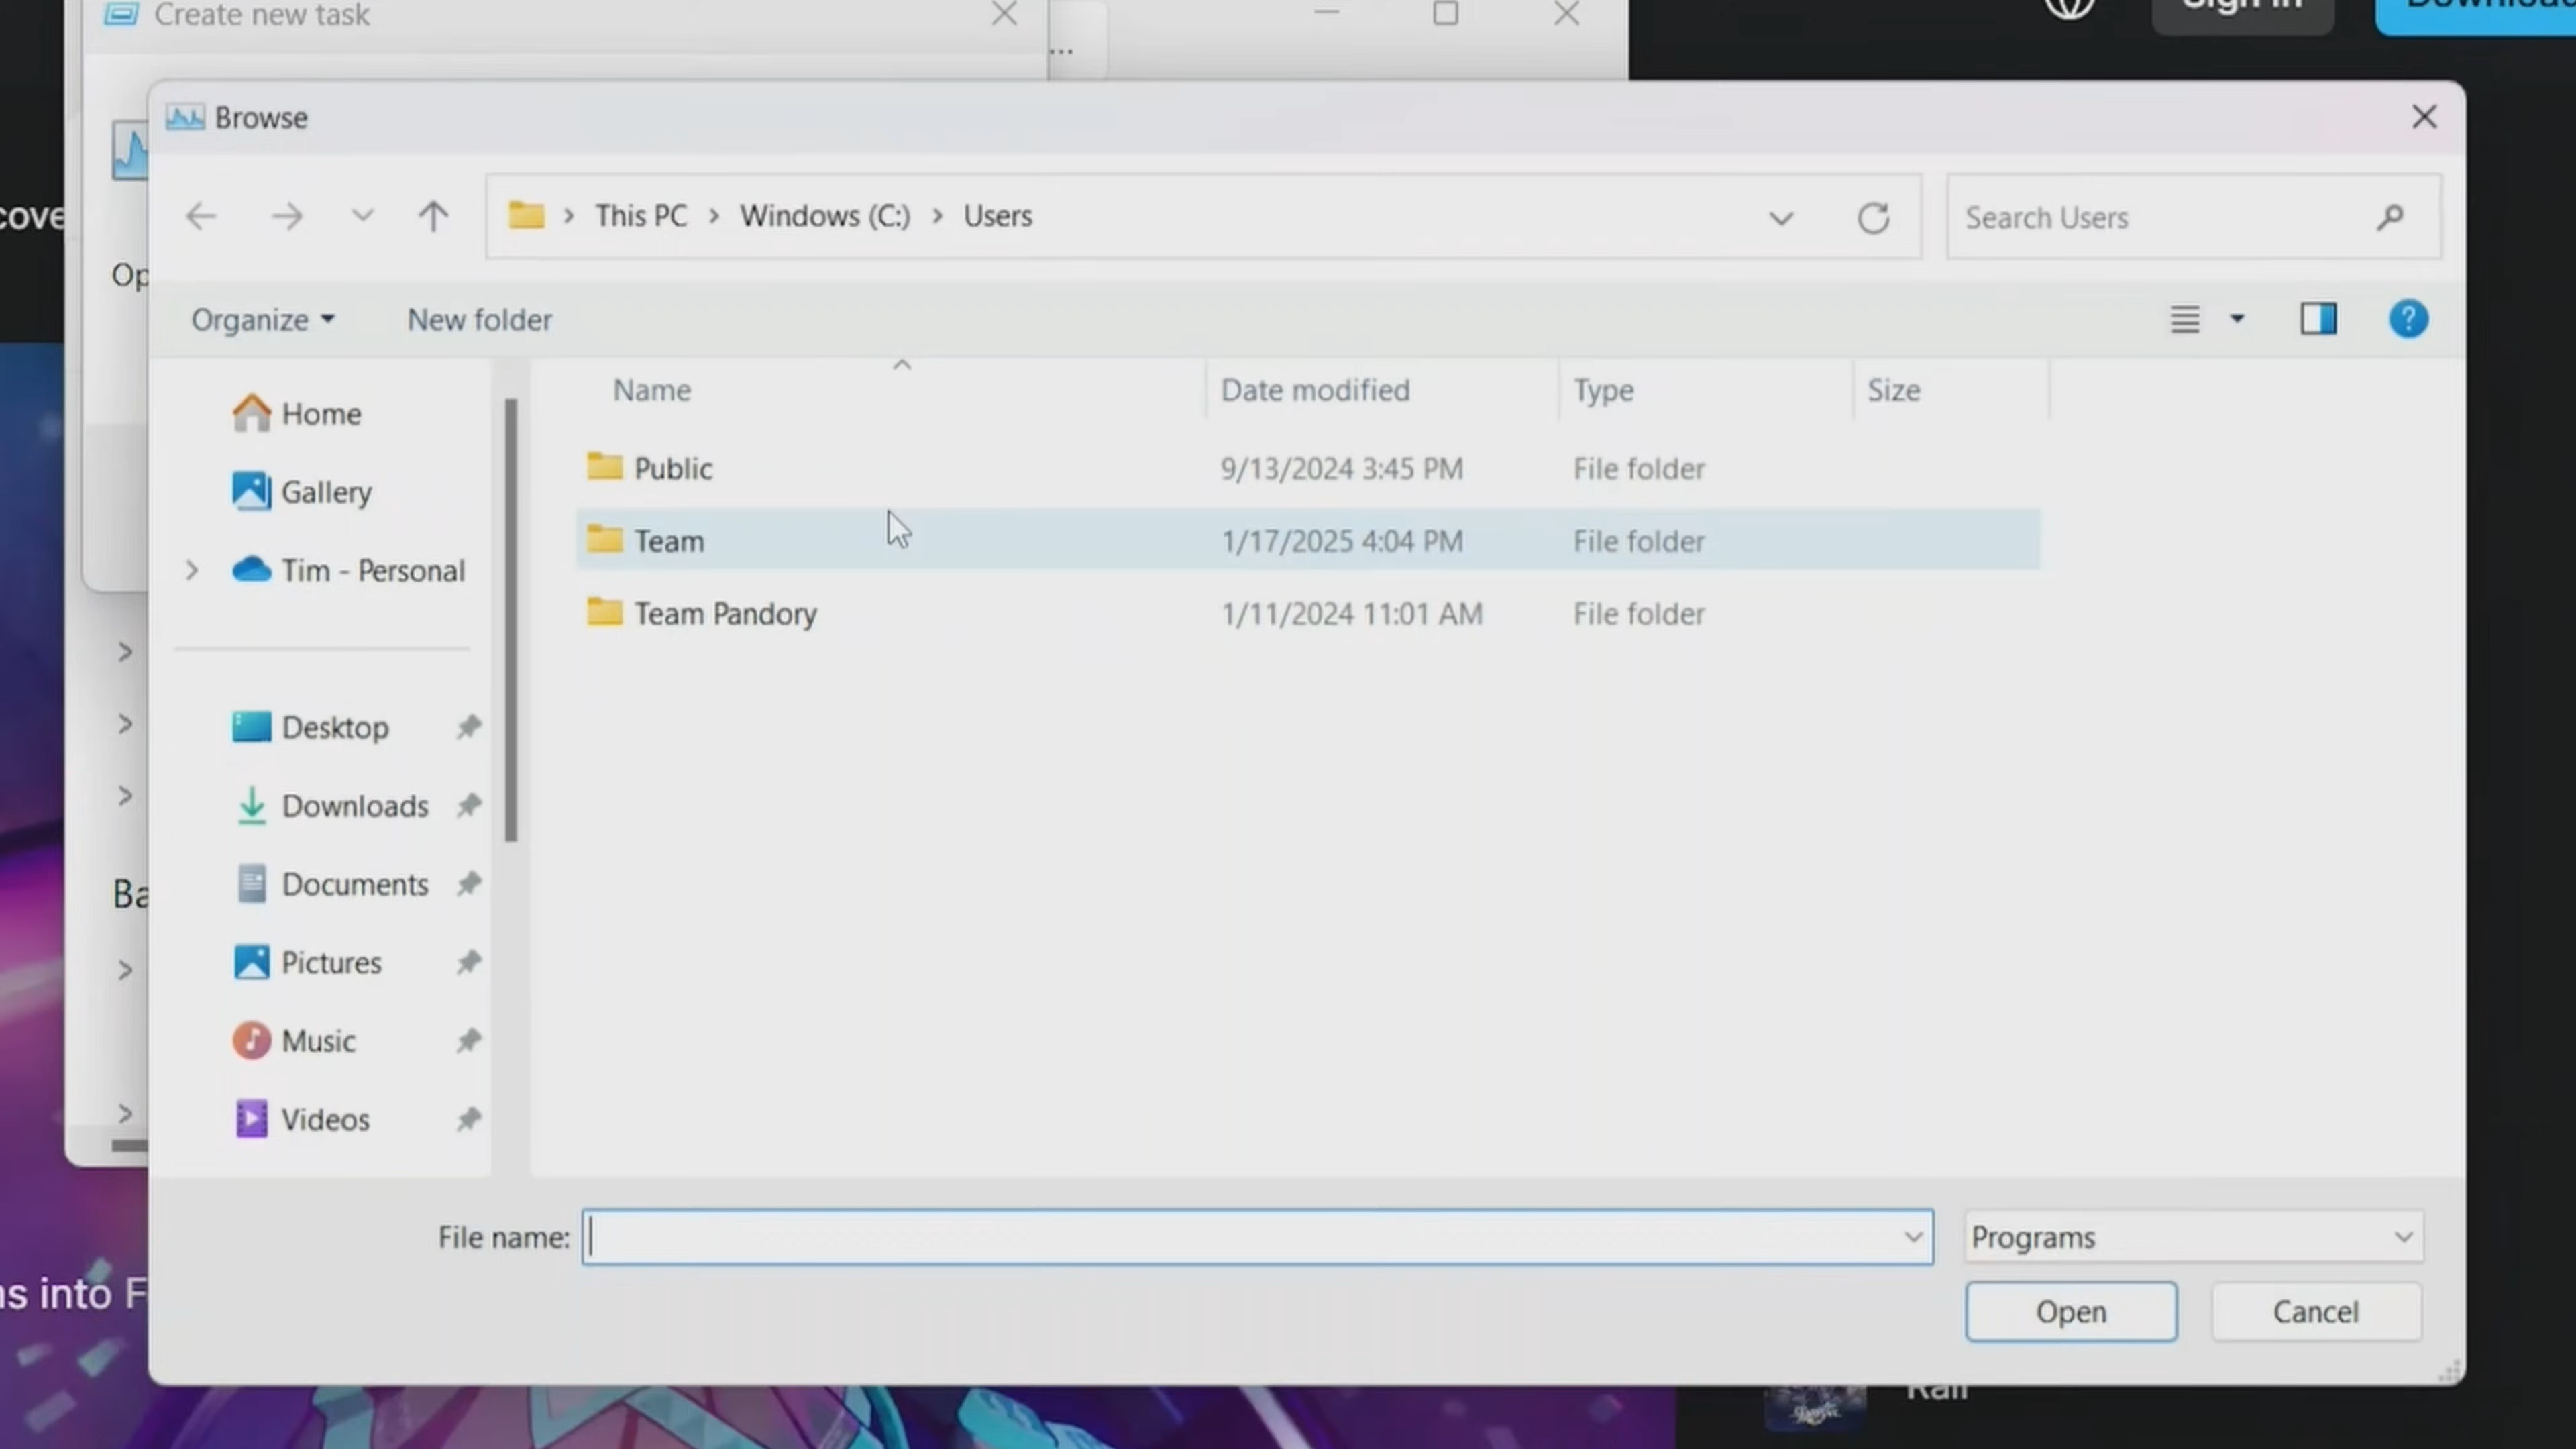 Create new task
Sign in
...
Browse
This PC > Windows (C:) > Users
Search Users
Organize
New folder
Name
Date modified
Type
Size
Home
Gallery
Tim - Personal
Desktop
Downloads
Documents
Pictures
Music
Videos
Public 9/13/2024 3:45 PM File folder
Team 1/17/2025 4:04 PM File folder
Team Pandory 1/11/2024 11:01 AM File folder
File name:
Programs
Open
Cancel
into